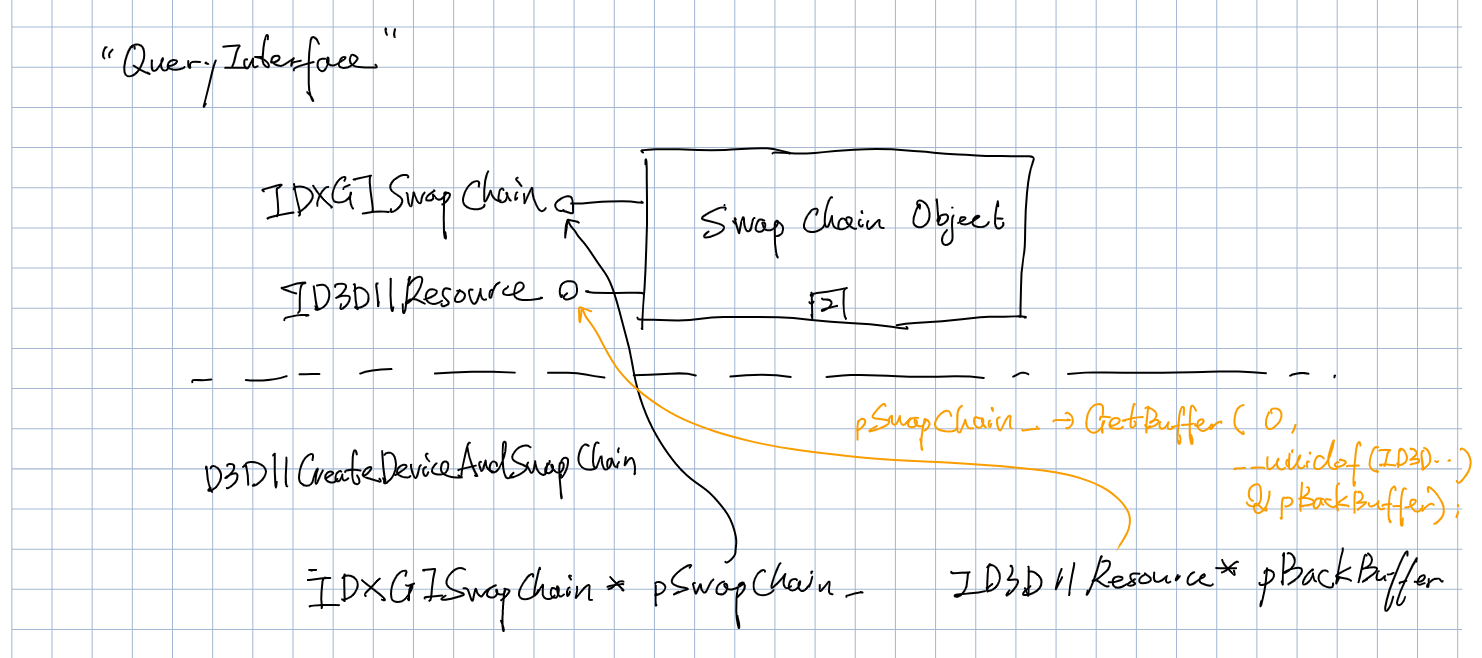 "QueryInterface"
IDXGISwapChain
Swap Chain Object
ID3D11Resource
2
pSwapChain_ → GetBuffer ( 0,
__uuidof (ID3D..)
D3D11CreateDeviceAndSwapChain
& pBackBuffer);
IDXGISwapChain* pSwapChain_
ID3D11Resource* pBackBuffer